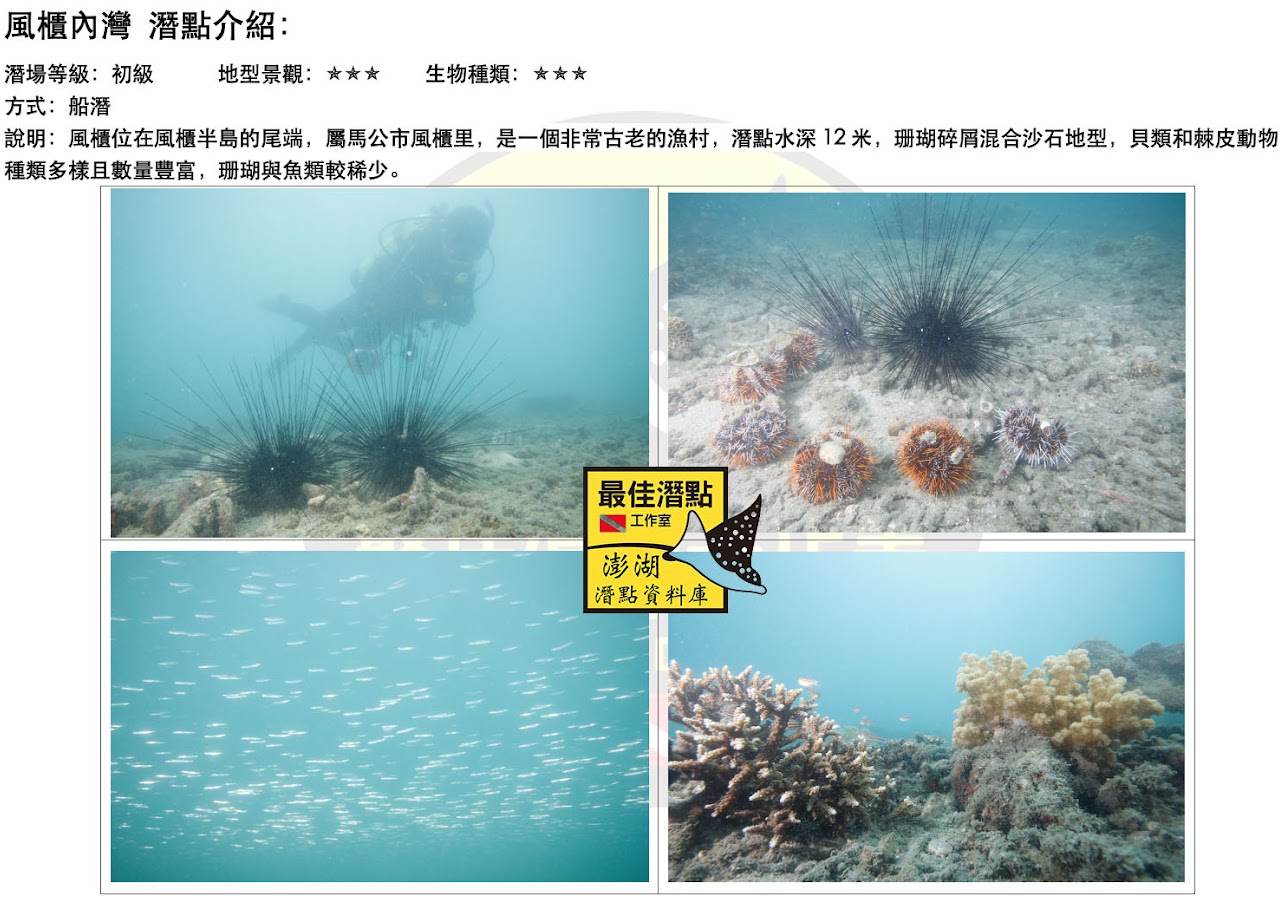 風櫃內灣 潛點介紹：
潛場等級：初級 地型景觀：★★★ 生物種類：★★★
方式：船潛
說明：風櫃位在風櫃半島的尾端，屬馬公市風櫃里，是一個非常古老的漁村，潛點水深 12 米，珊瑚碎屑混合沙石地型，貝類和棘皮動物
種類多樣且數量豐富，珊瑚與魚類較稀少。
最佳潛點
工作室
澎湖
潛點資料庫